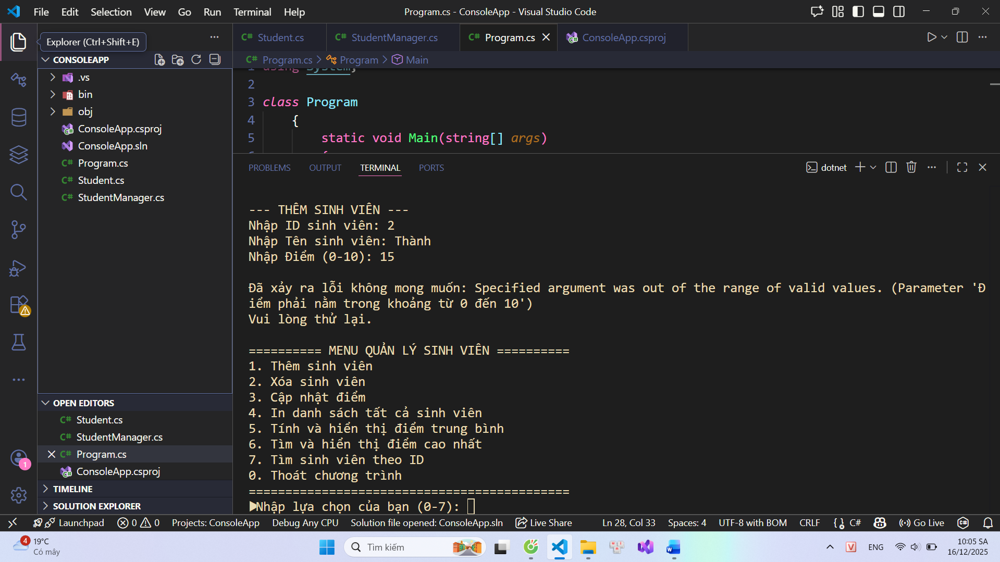 File Edit Selection View Go Run Terminal Help
Program.cs - ConsoleApp - Visual Studio Code
Explorer (Ctrl+Shift+E)
CONSOLEAPP
.vs
bin
obj
ConsoleApp.csproj
ConsoleApp.sln
C# Program.cs
C# Student.cs
C# StudentManager.cs
OPEN EDITORS
C# Student.cs
C# StudentManager.cs
C# Program.cs
ConsoleApp.csproj
TIMELINE
SOLUTION EXPLORER
1
C# Student.cs
C# StudentManager.cs
C# Program.cs
ConsoleApp.csproj
C# Program.cs > Program > Main
1 using System;
2
3 class Program
4 {
5 static void Main(string[] args)
6 {
PROBLEMS OUTPUT TERMINAL PORTS
dotnet
--- THÊM SINH VIÊN ---
Nhập ID sinh viên: 2
Nhập Tên sinh viên: Thành
Nhập Điểm (0-10): 15
Đã xảy ra lỗi không mong muốn: Specified argument was out of the range of valid values. (Parameter 'Đ
iểm phải nằm trong khoảng từ 0 đến 10')
Vui lòng thử lại.
========== MENU QUẢN LÝ SINH VIÊN ==========
1. Thêm sinh viên
2. Xóa sinh viên
3. Cập nhật điểm
4. In danh sách tất cả sinh viên
5. Tính và hiển thị điểm trung bình
6. Tìm và hiển thị điểm cao nhất
7. Tìm sinh viên theo ID
0. Thoát chương trình
============================================
Nhập lựa chọn của bạn (0-7):
Launchpad 0 0 Projects: ConsoleApp Debug Any CPU Solution file opened: ConsoleApp.sln Live Share Ln 28, Col 33 Spaces: 4 UTF-8 with BOM CRLF C# Go Live
4
19°C
Có mây
Tìm kiếm
V
ENG
10:05 SA
16/12/2025